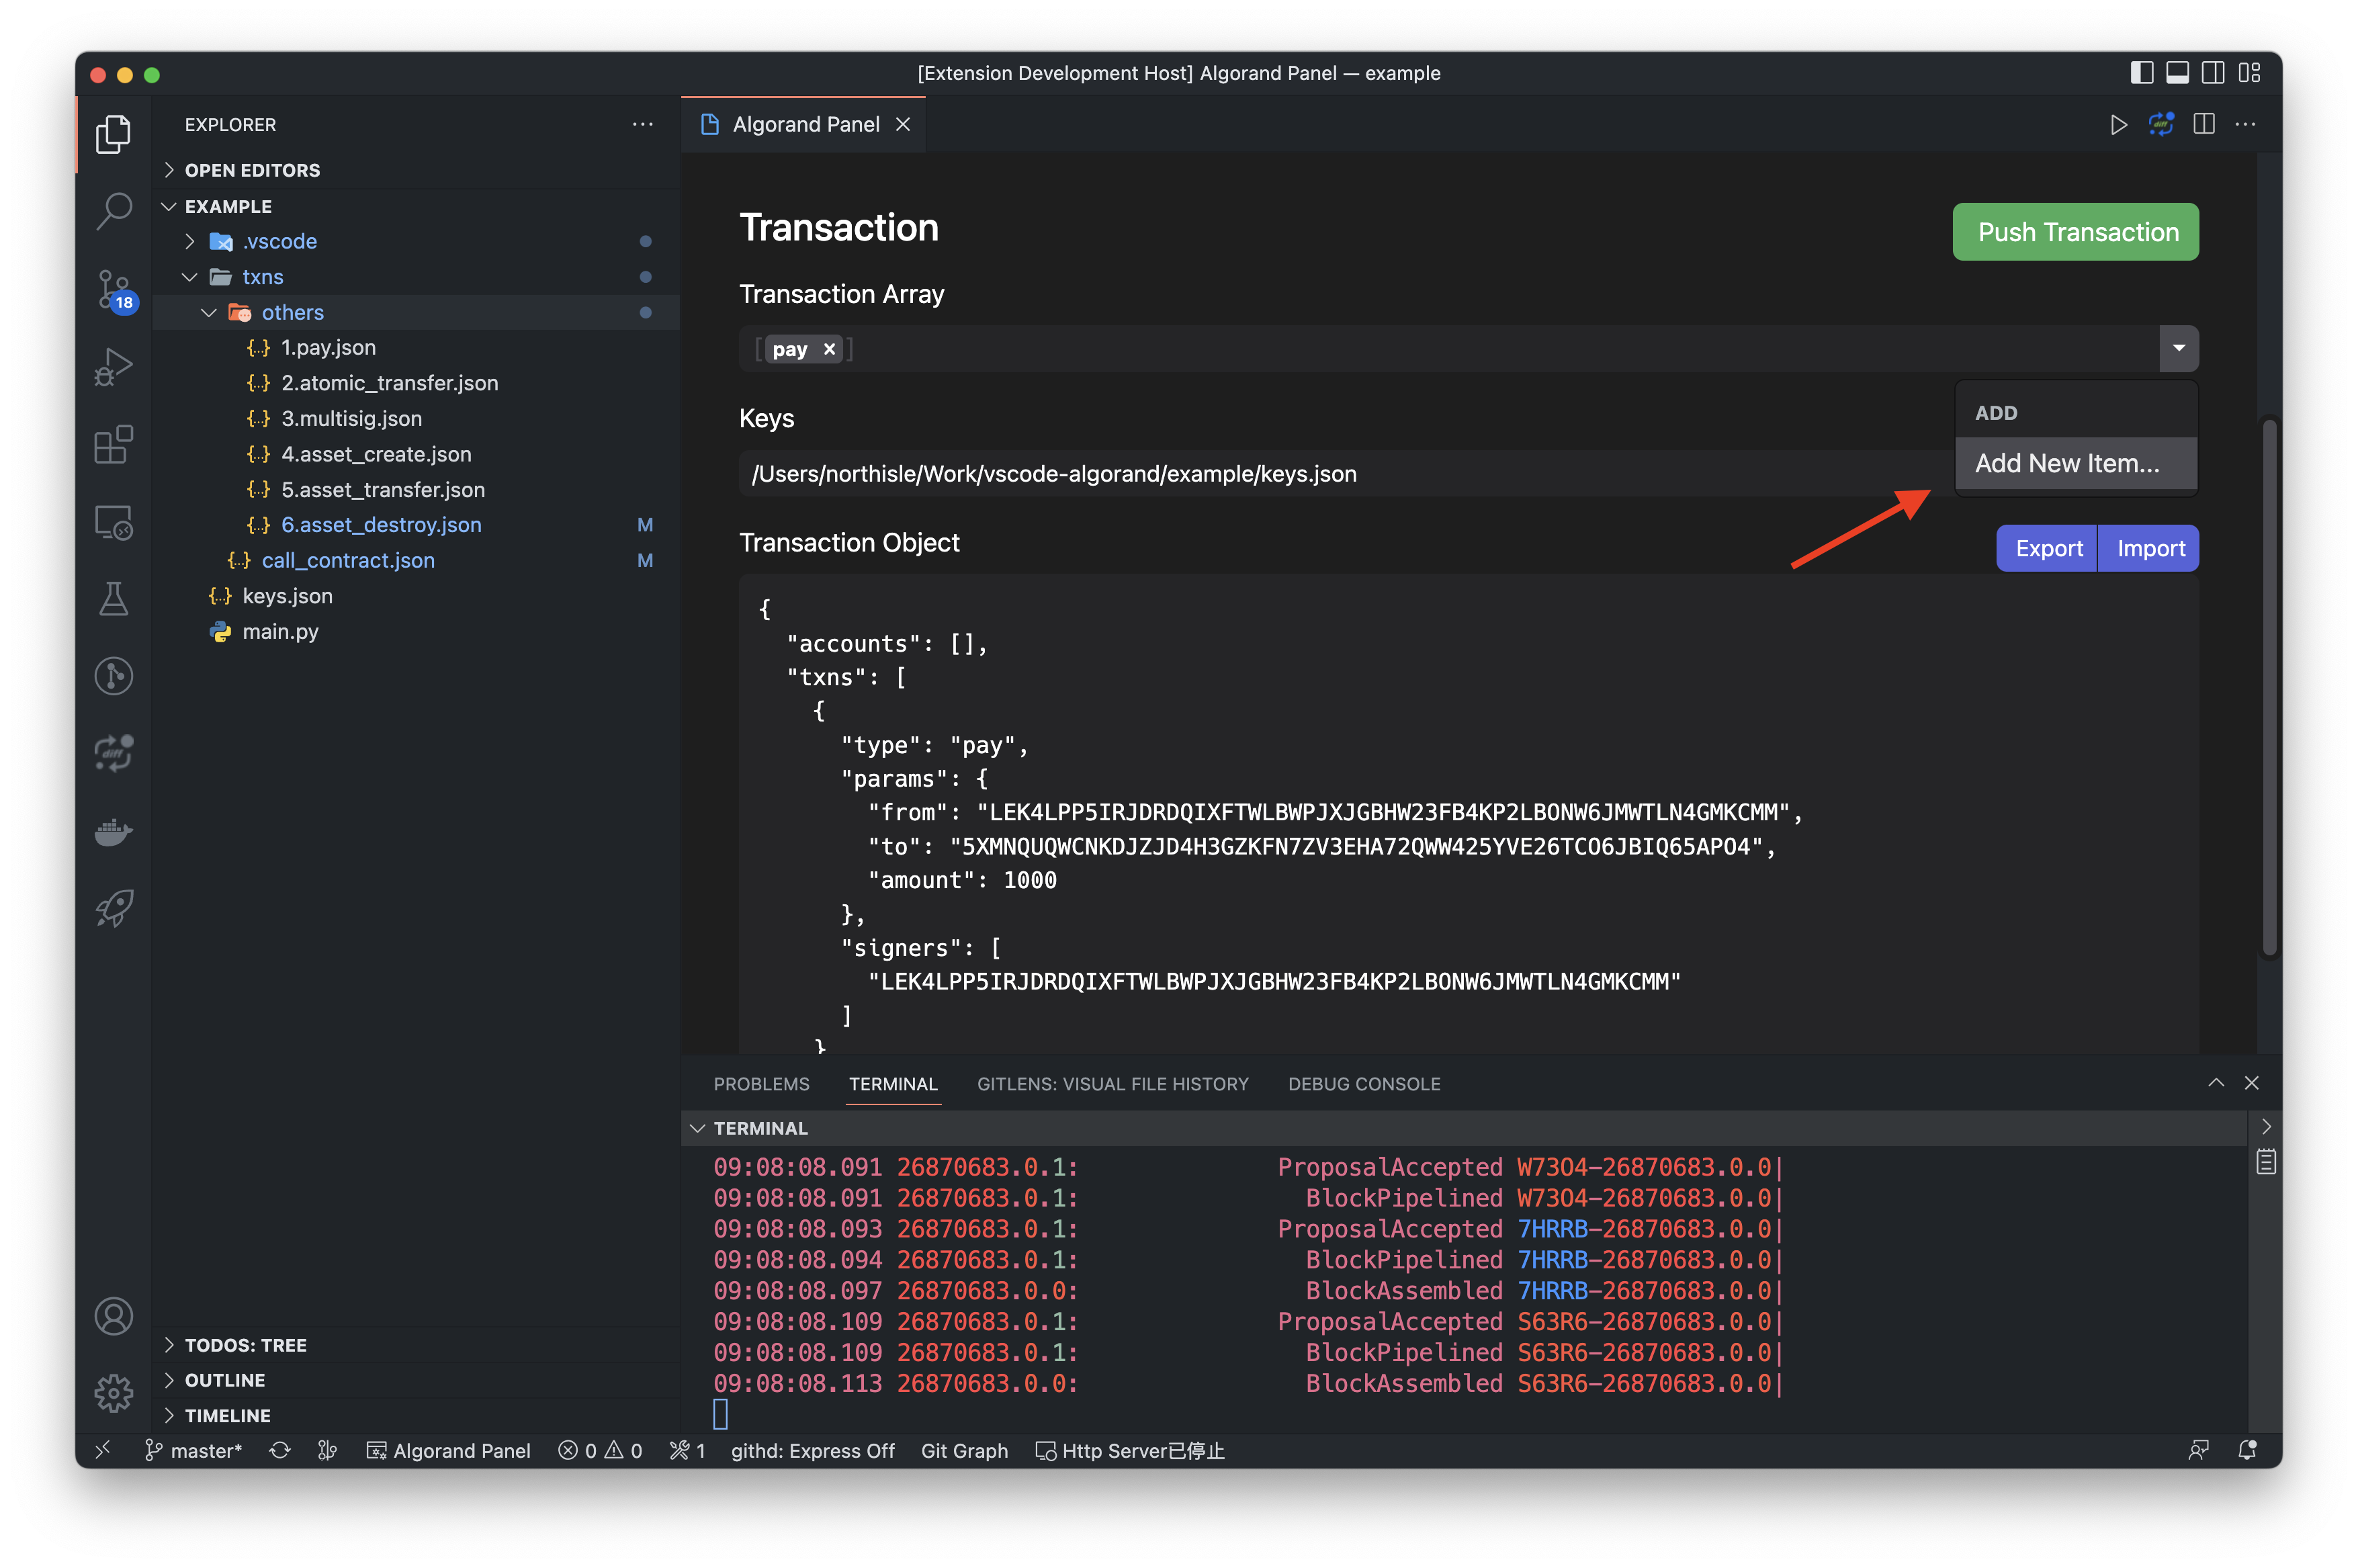 [Extension Development Host] Algorand Panel — example
EXPLORER
OPEN EDITORS
EXAMPLE
.vscode
txns
others
1.pay.json
2.atomic_transfer.json
3.multisig.json
4.asset_create.json
5.asset_transfer.json
6.asset_destroy.json M
call_contract.json M
keys.json
main.py
18
diff
TODOS: TREE
OUTLINE
TIMELINE
Algorand Panel
diff
Transaction
Push Transaction
Transaction Array
[ pay × ]
ADD
Add New Item...
Keys
/Users/northisle/Work/vscode-algorand/example/keys.json
Transaction Object
Export Import
{
"accounts": [],
"txns": [
{
"type": "pay",
"params": {
"from": "LEK4LPP5IRJDRDQIXFTWLBWPJXJGBHW23FB4KP2LBONW6JMWTLN4GMKCMM",
"to": "5XMNQUQWCNKDJZJD4H3GZKFN7ZV3EHA72QWW425YVE26TCO6JBIQ65APO4",
"amount": 1000
},
"signers": [
"LEK4LPP5IRJDRDQIXFTWLBWPJXJGBHW23FB4KP2LBONW6JMWTLN4GMKCMM"
]
}
PROBLEMS TERMINAL GITLENS: VISUAL FILE HISTORY DEBUG CONSOLE
TERMINAL
09:08:08.091 26870683.0.1: ProposalAccepted W73O4-26870683.0.0|
09:08:08.091 26870683.0.1: BlockPipelined W73O4-26870683.0.0|
09:08:08.093 26870683.0.1: ProposalAccepted 7HRRB-26870683.0.0|
09:08:08.094 26870683.0.1: BlockPipelined 7HRRB-26870683.0.0|
09:08:08.097 26870683.0.0: BlockAssembled 7HRRB-26870683.0.0|
09:08:08.109 26870683.0.1: ProposalAccepted S63R6-26870683.0.0|
09:08:08.109 26870683.0.1: BlockPipelined S63R6-26870683.0.0|
09:08:08.113 26870683.0.0: BlockAssembled S63R6-26870683.0.0|
master* Algorand Panel 0 0 1 githd: Express Off Git Graph Http Server已停止